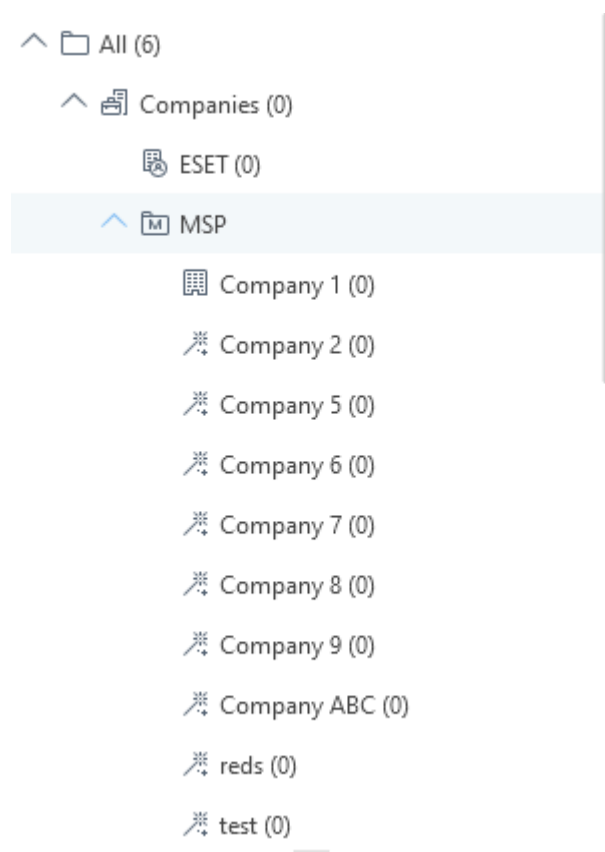 All (6)
Companies (0)
ESET (0)
MSP
Company 1 (0)
Company 2 (0)
Company 5 (0)
Company 6 (0)
Company 7 (0)
Company 8 (0)
Company 9 (0)
Company ABC (0)
reds (0)
test (0)